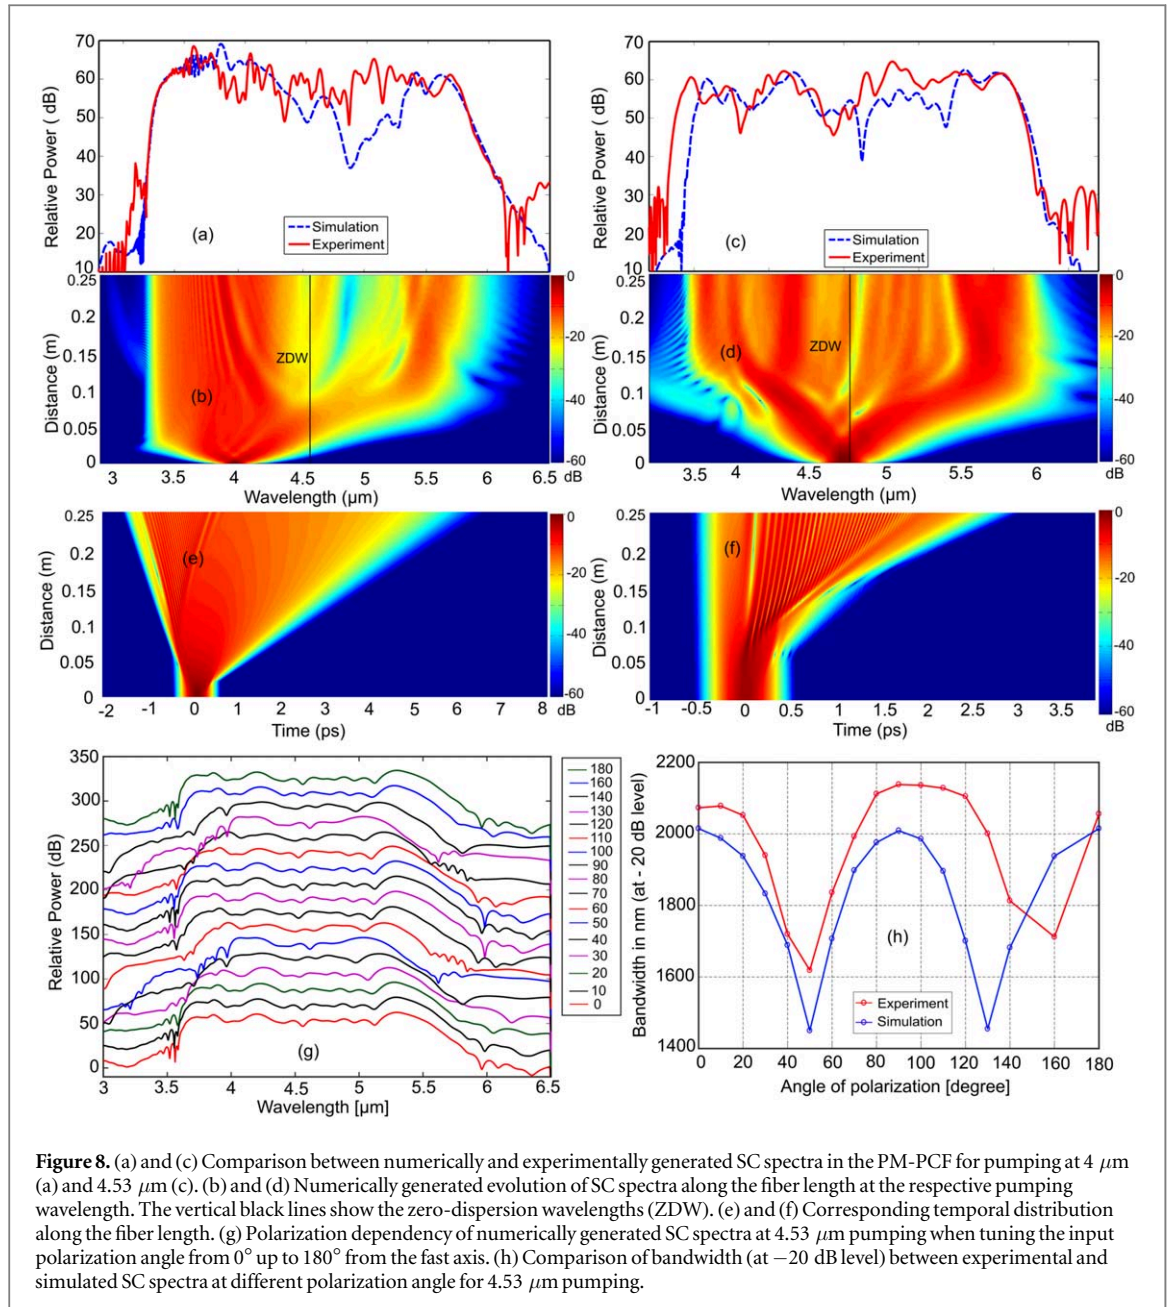 70
60
50
40
30
20
10
Relative Power ( dB)
Simulation
Experiment
(a)
70
60
50
40
30
20
10
Relative Power ( dB)
Simulation
Experiment
(c)
0.25
0.2
0.15
0.1
0.05
0
Distance (m)
ZDW
(b)
3 3.5 4 4.5 5 5.5 6 6.5
Wavelength (µm)
0
-20
-40
-60
dB
0.25
0.2
0.15
0.1
0.05
0
Distance (m)
(d)
ZDW
3.5 4 4.5 5 5.5 6
Wavelength (µm)
0
-20
-40
-60
dB
0.25
0.2
0.15
0.1
0.05
0
Distance (m)
(e)
-2 -1 0 1 2 3 4 5 6 7 8
Time (ps)
0
-20
-40
-60
dB
0.25
0.2
0.15
0.1
0.05
0
Distance (m)
(f)
-1 -0.5 0 0.5 1 1.5 2 2.5 3 3.5
Time (ps)
0
-20
-40
-60
dB
350
300
250
200
150
100
50
0
Relative Power (dB)
(g)
3 3.5 4 4.5 5 5.5 6 6.5
Wavelength [µm]
180
160
140
130
120
110
100
90
80
70
60
50
40
30
20
10
0
2200
2000
1800
1600
1400
Bandwidth in nm (at - 20 dB level)
(h)
Experiment
Simulation
0 20 40 60 80 100 120 140 160 180
Angle of polarization [degree]
Figure 8. (a) and (c) Comparison between numerically and experimentally generated SC spectra in the PM-PCF for pumping at 4 μm
(a) and 4.53 μm (c). (b) and (d) Numerically generated evolution of SC spectra along the fiber length at the respective pumping
wavelength. The vertical black lines show the zero-dispersion wavelengths (ZDW). (e) and (f) Corresponding temporal distribution
along the fiber length. (g) Polarization dependency of numerically generated SC spectra at 4.53 μm pumping when tuning the input
polarization angle from 0° up to 180° from the fast axis. (h) Comparison of bandwidth (at −20 dB level) between experimental and
simulated SC spectra at different polarization angle for 4.53 μm pumping.